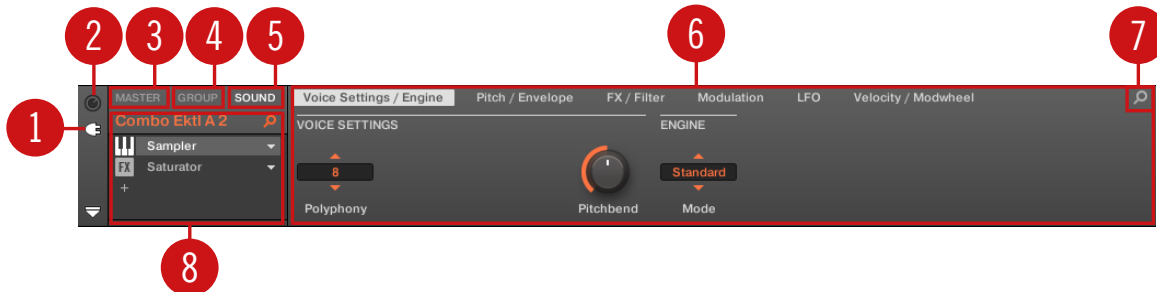 2 3 4 5 6 7
1
MASTER GROUP SOUND
Combo Ektl A 2
Sampler
FX Saturator
+
Voice Settings / Engine Pitch / Envelope FX / Filter Modulation LFO Velocity / Modwheel
VOICE SETTINGS ENGINE
8 Standard
Polyphony Pitchbend Mode
8